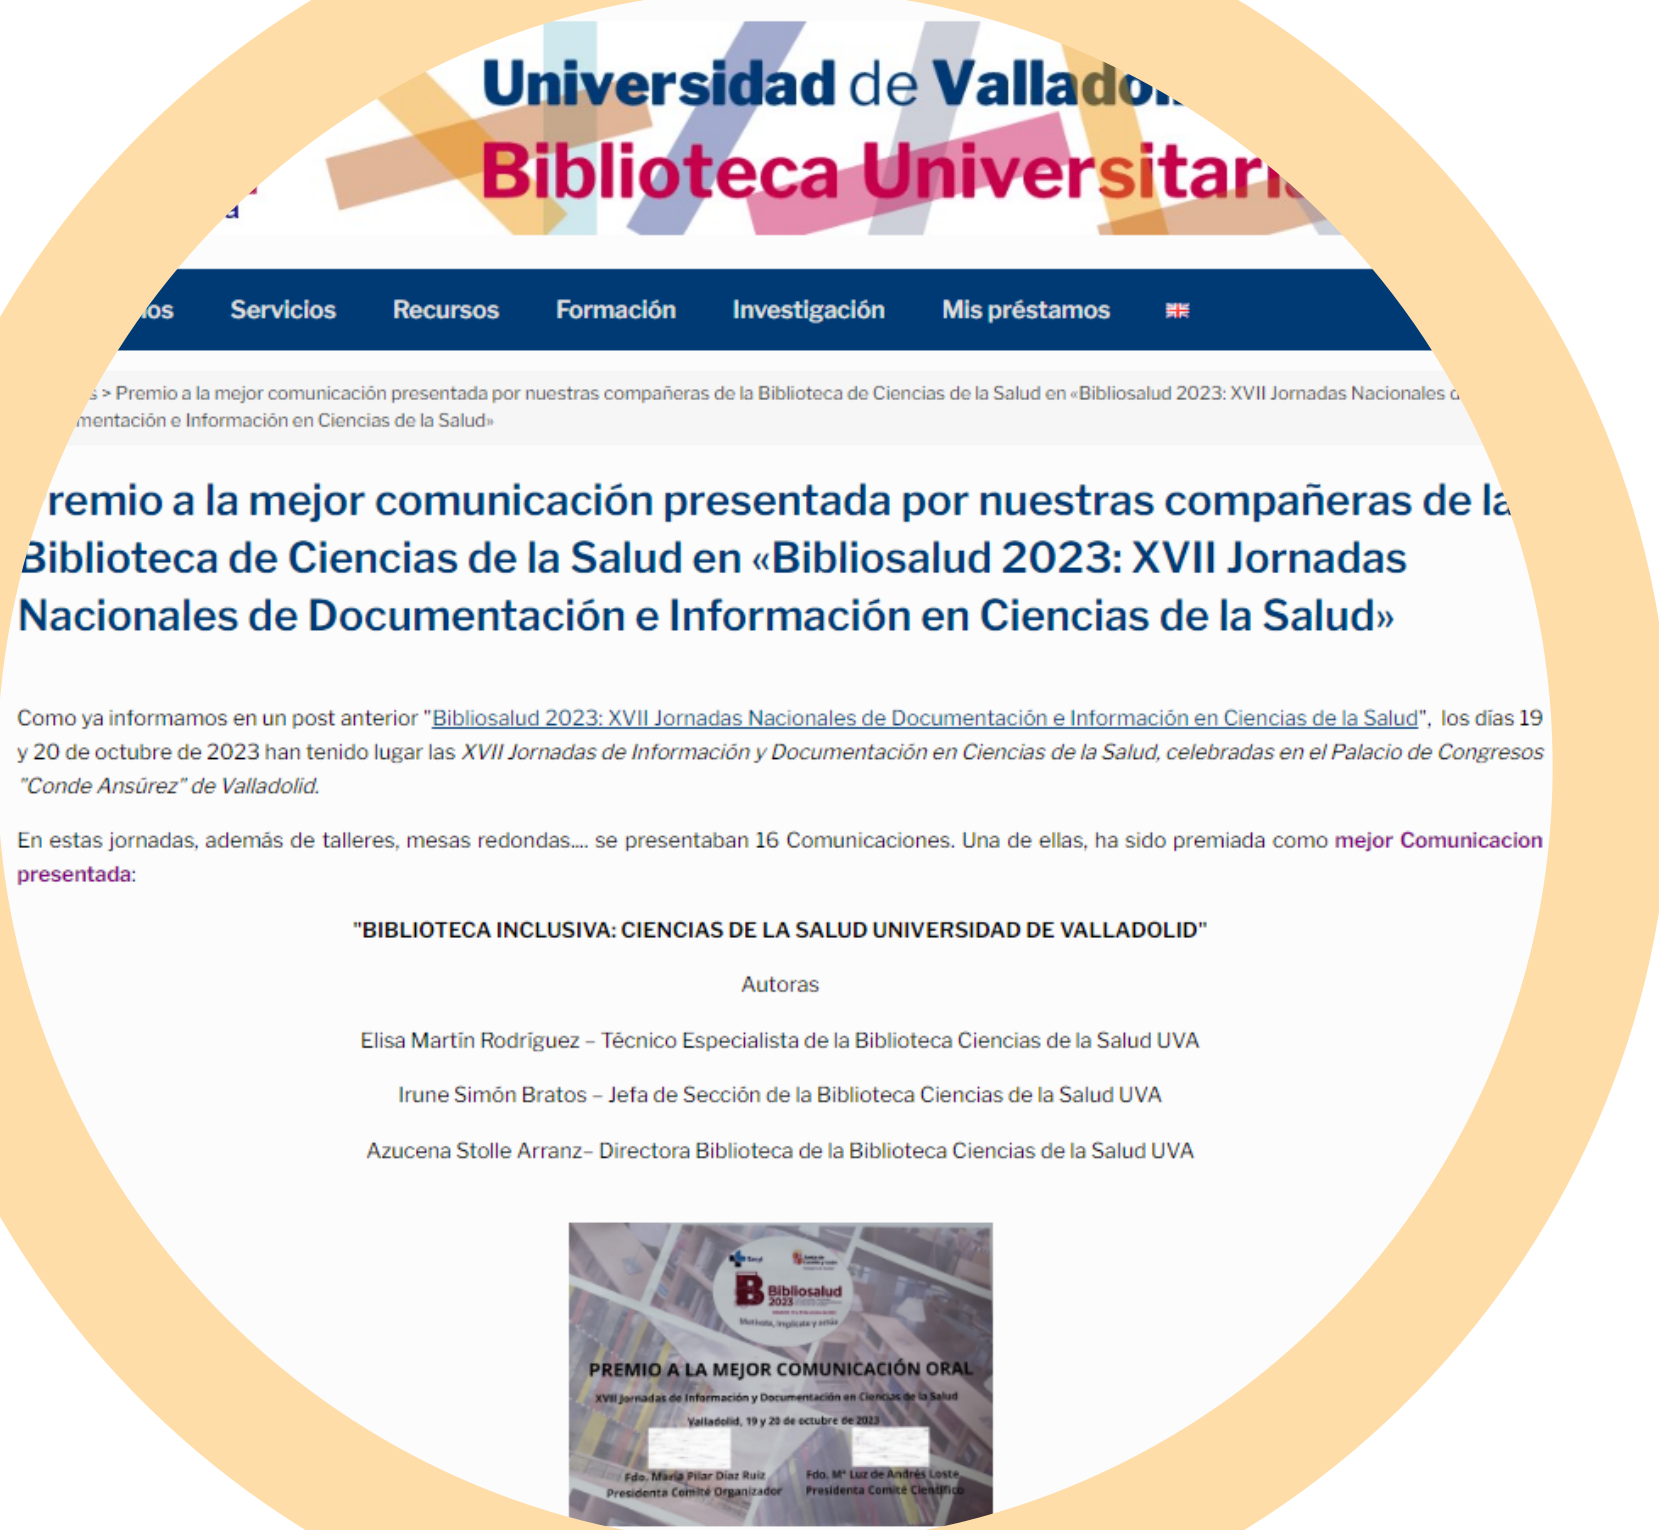 Universidad de
Biblioteca
Servicios Recursos Formación Investigación Mis préstamos
> Premio a la mejor comunicación presentada por nuestras compañeras de la Biblioteca de Ciencias de la Salud en «Bibliosalud 2023: XVII Jornadas Nacionales
e Información en Ciencias de la Salud»
a la mejor comunicación presentada por nuestras compañeras de la
Biblioteca de Ciencias de la Salud en «Bibliosalud 2023: XVII Jornadas
Nacionales de Documentación e Información en Ciencias de la Salud»
Como ya informamos en un post anterior "Bibliosalud 2023: XVII Jornadas Nacionales de Documentación e Información en Ciencias de la Salud", los días 19
y 20 de octubre de 2023 han tenido lugar las XVII Jornadas de Información y Documentación en Ciencias de la Salud, celebradas en el Palacio de Congresos
"Conde Ansúrez" de Valladolid.
En estas jornadas, además de talleres, mesas redondas.... se presentaban 16 Comunicaciones. Una de ellas, ha sido premiada como mejor Comunicacion
presentada:
"BIBLIOTECA INCLUSIVA: CIENCIAS DE LA SALUD UNIVERSIDAD DE VALLADOLID"
Autoras
Elisa Martín Rodríguez – Técnico Especialista de la Biblioteca Ciencias de la Salud UVA
Irune Simón Bratos – Jefa de Sección de la Biblioteca Ciencias de la Salud UVA
Azucena Stolle Arranz– Directora Biblioteca de la Biblioteca Ciencias de la Salud UVA
Sacyl Junta de
Castilla y León
Bibliosalud
2023
Motívate, implícate y actúa
PREMIO A LA MEJOR COMUNICACIÓN ORAL
XVII Jornadas de Información y Documentación en Ciencias de la Salud
Valladolid, 19 y 20 de octubre de 2023
Fdo. María Pilar Díaz Ruiz Fdo. Mª Luz de Andrés Loste
Presidenta Comité Organizador Presidenta Comité Científico